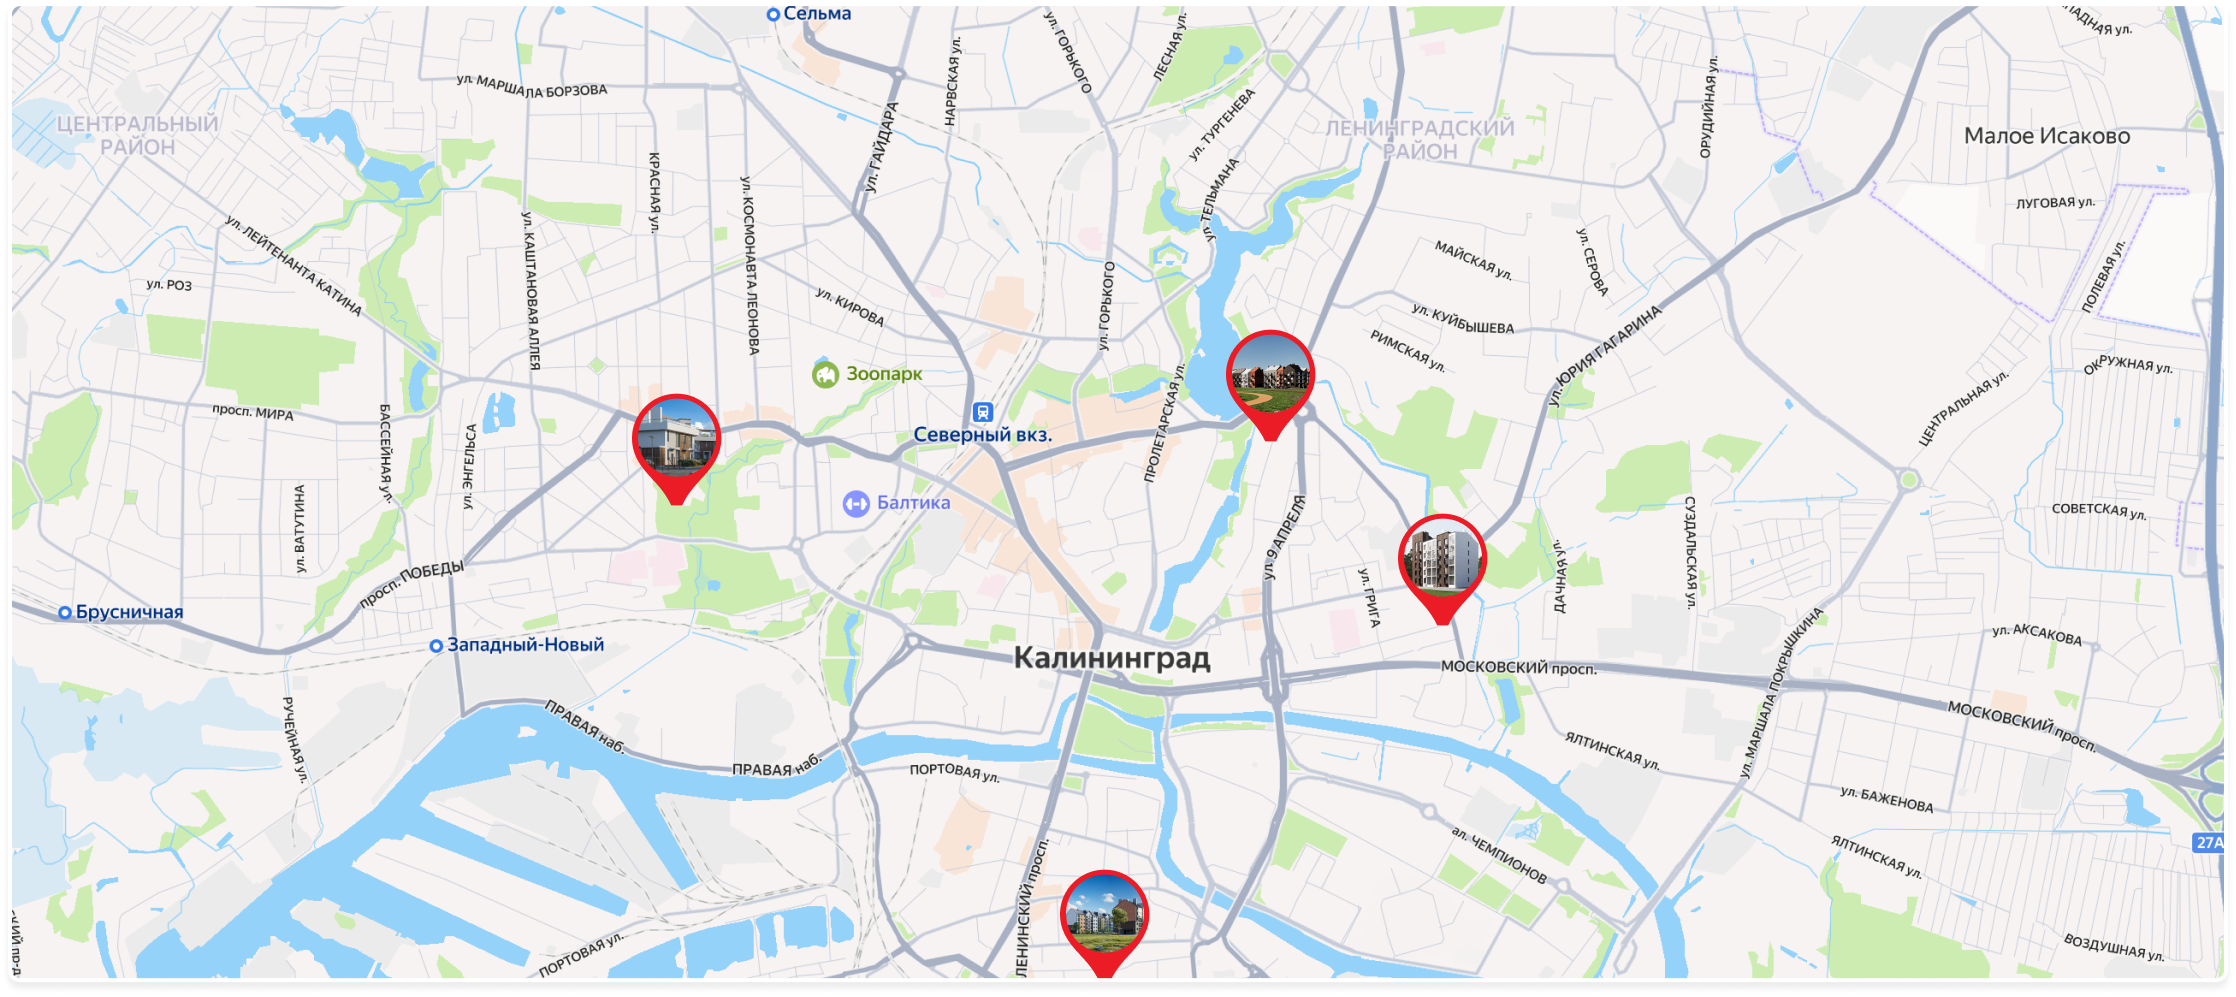 Сельма
ул. МАРШАЛА БОРЗОВА
НАРВСКАЯ ул.
ул. ГОРЬКОГО
ЛЕСНАЯ ул.
ул. ТУРГЕНЕВА
ул. ГАЙДАРА
ЦЕНТРАЛЬНЫЙ
РАЙОН
ЛЕНИНГРАДСКИЙ
РАЙОН
ОРУДИЙНАЯ ул.
Малое Исаково
КРАСНАЯ ул.
ул. КОСМОНАВТА ЛЕОНОВА
ул. ТЕЛЬМАНА
ЛУГОВАЯ ул.
ул. ЛЕЙТЕНАНТА КАТИНА
ул. КАШТАНОВАЯ АЛЛЕЯ
МАЙСКАЯ ул.
ул. СЕРОВА
ПОЛЕВАЯ ул.
ул. РОЗ
ул. КИРОВА
ул. ГОРЬКОГО
ул. КУЙБЫШЕВА
РИМСКАЯ ул.
ул. ЮРИЯ ГАГАРИНА
ОКРУЖНАЯ ул.
Зоопарк
просп. МИРА
БАССЕЙНАЯ ул.
ул. ЭНГЕЛЬСА
Северный вкз.
ПРОЛЕТАРСКАЯ ул.
ЦЕНТРАЛЬНАЯ ул.
ул. ВАТУТИНА
Балтика
ул. 9 АПРЕЛЯ
СУЗДАЛЬСКАЯ ул.
СОВЕТСКАЯ ул.
просп. ПОБЕДЫ
ул. ГРИГА
ДАЧНАЯ ул.
Брусничная
Западный-Новый
Калининград
МОСКОВСКИЙ просп.
ул. МАРШАЛА ПОКРЫШКИНА
ул. АКСАКОВА
РУЧЕЙНАЯ ул.
ПРАВАЯ наб.
ПРАВАЯ наб.
ПОРТОВАЯ ул.
ЯЛТИНСКАЯ ул.
МОСКОВСКИЙ просп.
ул. БАЖЕНОВА
ал. ЧЕМПИОНОВ
ЯЛТИНСКАЯ ул.
27А
ЛЕНИНСКИЙ просп.
ПОРТОВАЯ ул.
ВОЗДУШНАЯ ул.